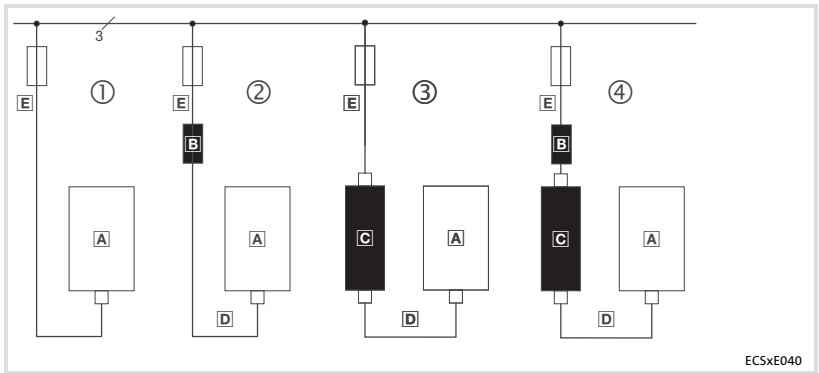 3
E ① E ② E ③ E ④
B B
A A C A C A
D D D
ECSxE040